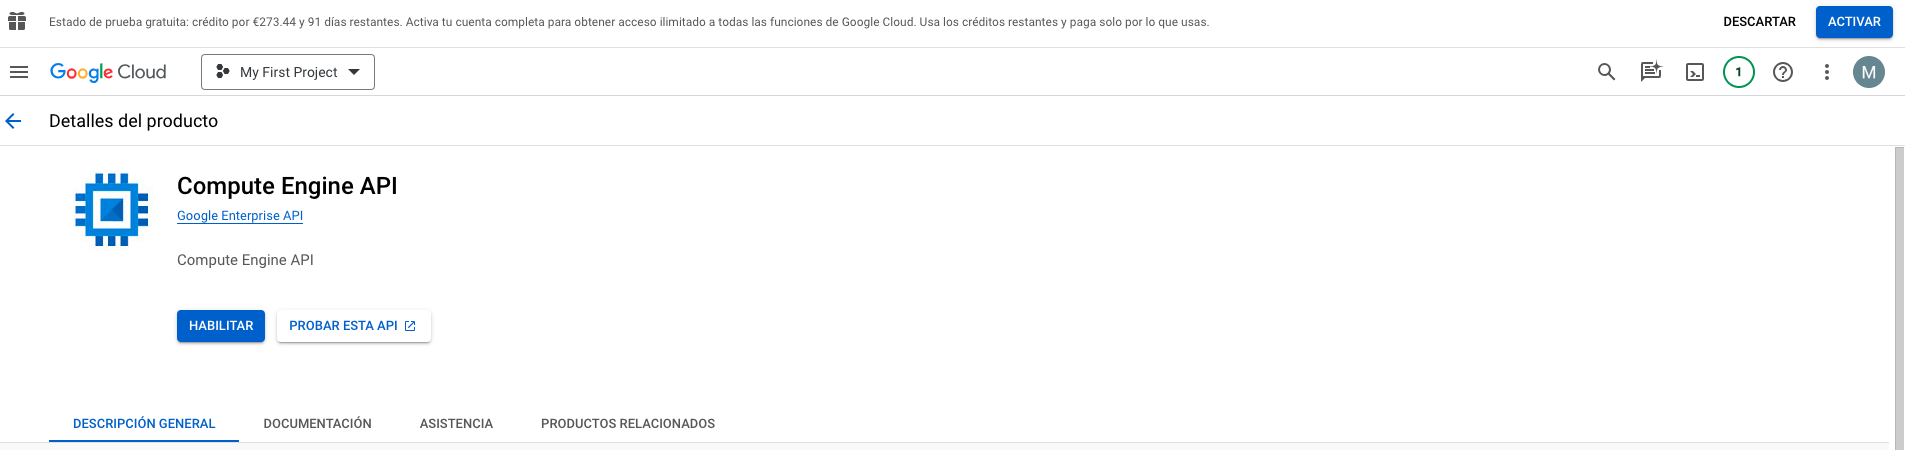 Estado de prueba gratuita: crédito por €273.44 y 91 días restantes. Activa tu cuenta completa para obtener acceso ilimitado a todas las funciones de Google Cloud. Usa los créditos restantes y paga solo por lo que usas.
DESCARTAR
ACTIVAR
Google Cloud
My First Project
1
M
Detalles del producto
Compute Engine API
Google Enterprise API
Compute Engine API
HABILITAR
PROBAR ESTA API
DESCRIPCIÓN GENERAL
DOCUMENTACIÓN
ASISTENCIA
PRODUCTOS RELACIONADOS